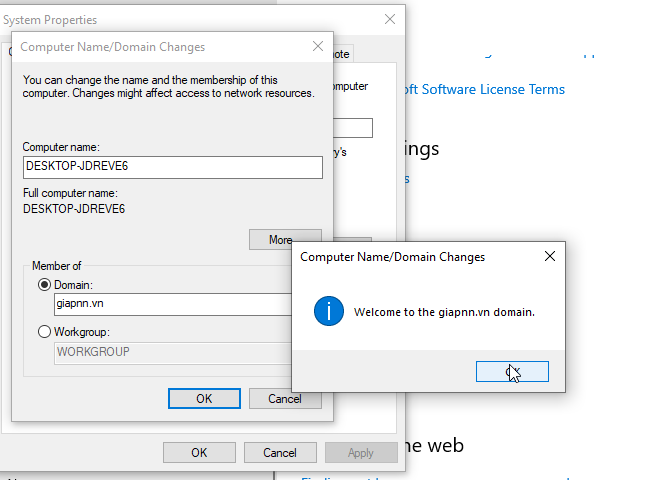 System Properties
Computer Name/Domain Changes
You can change the name and the membership of this
computer. Changes might affect access to network resources.
Computer name:
DESKTOP-JDREVE6
Full computer name:
DESKTOP-JDREVE6
More...
Member of
Domain:
giapnn.vn
Workgroup:
WORKGROUP
OK
Cancel
OK
Cancel
Apply
note
mputer
ry's
oft Software License Terms
ings
s
Computer Name/Domain Changes
Welcome to the giapnn.vn domain.
ne web